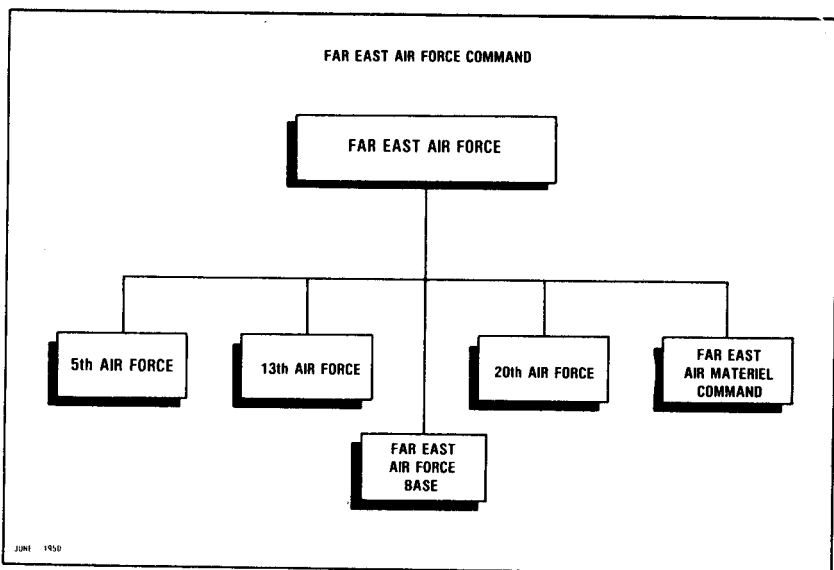 FAR EAST AIR FORCE COMMAND
FAR EAST AIR FORCE
5th AIR FORCE
13th AIR FORCE
20th AIR FORCE
FAR EAST
AIR MATERIEL
COMMAND
FAR EAST
AIR FORCE
BASE
JUNE 1950